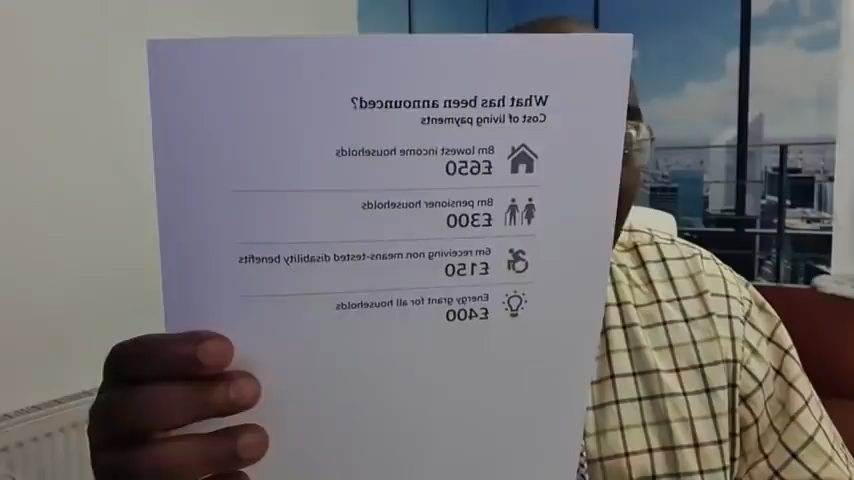 What has been announced?
Cost of living payments
8m lowest income households
£650
8m pensioner households
£300
6m receiving non means-tested disability benefits
£150
Energy grant for all households
£400